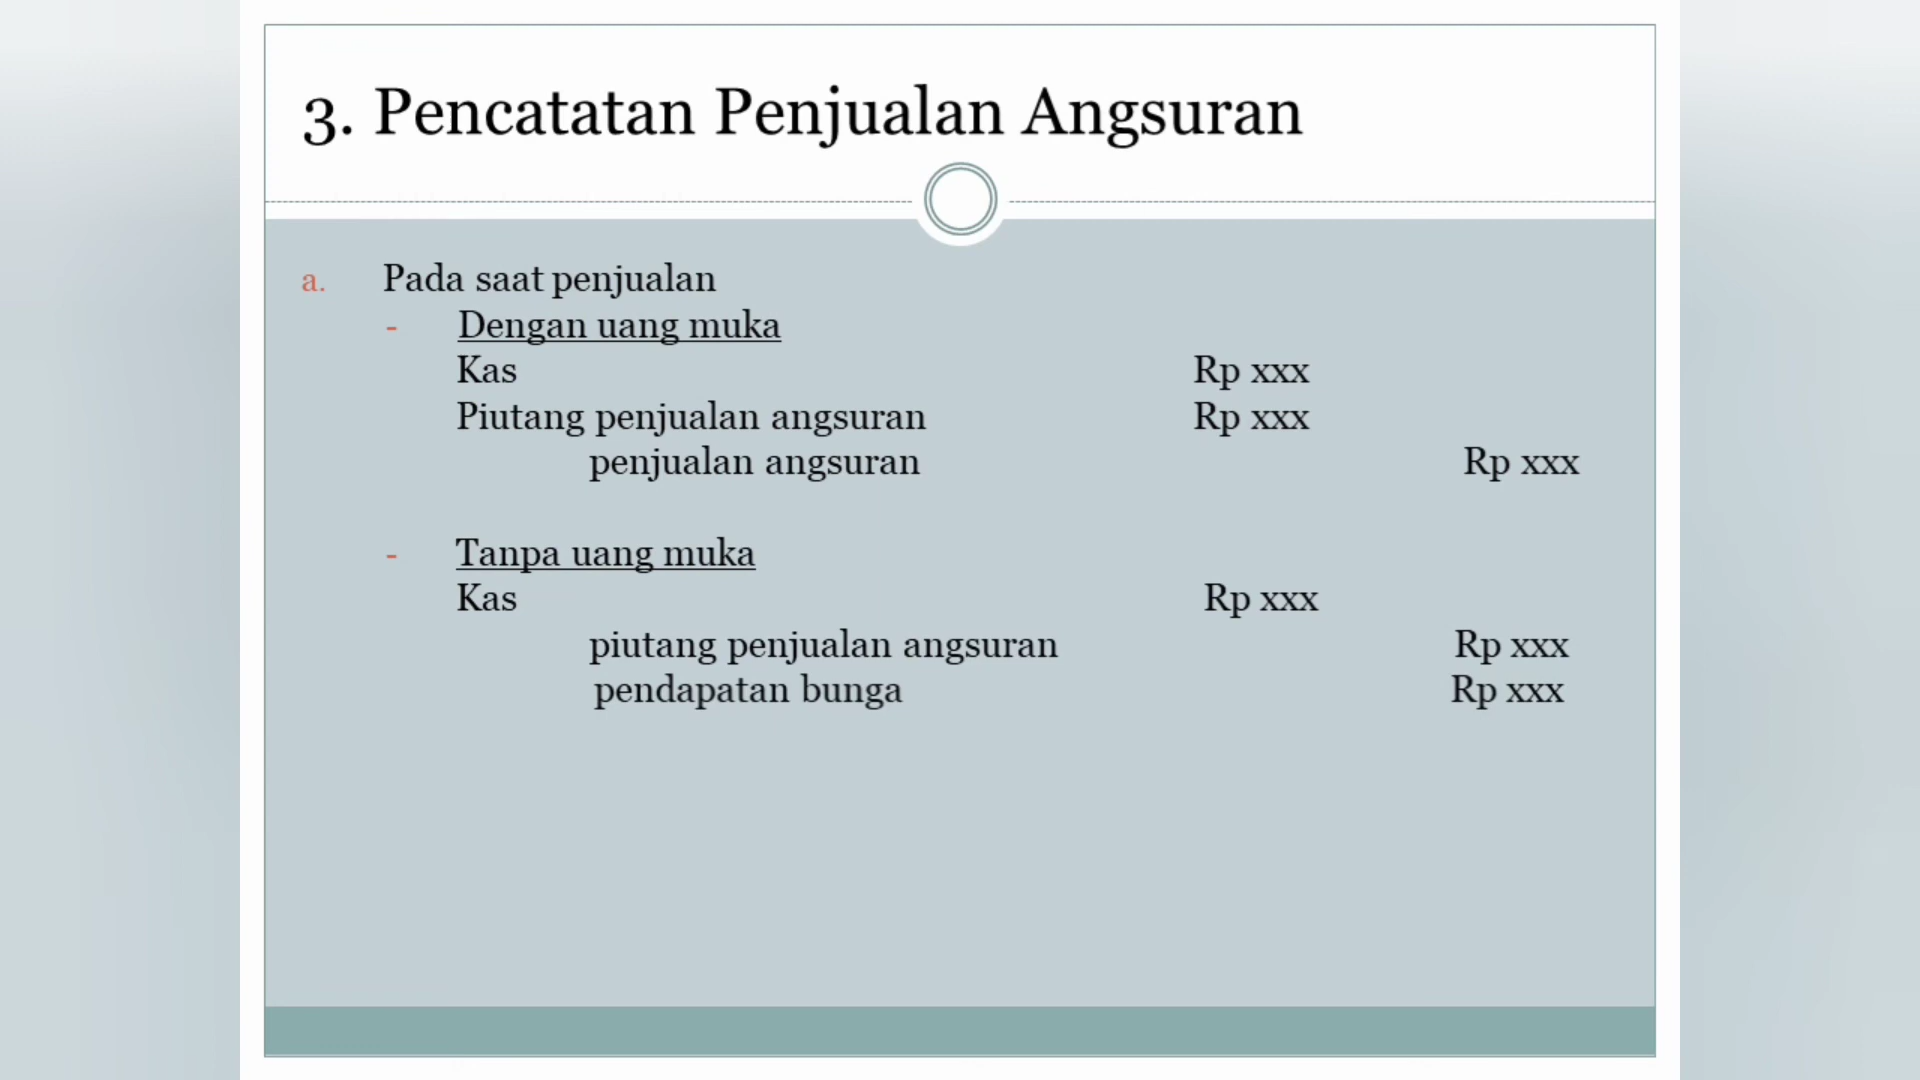 3. Pencatatan Penjualan Angsuran
a. Pada saat penjualan
- Dengan uang muka
Kas Rp xxx
Piutang penjualan angsuran Rp xxx
penjualan angsuran Rp xxx
- Tanpa uang muka
Kas Rp xxx
piutang penjualan angsuran Rp xxx
pendapatan bunga Rp xxx